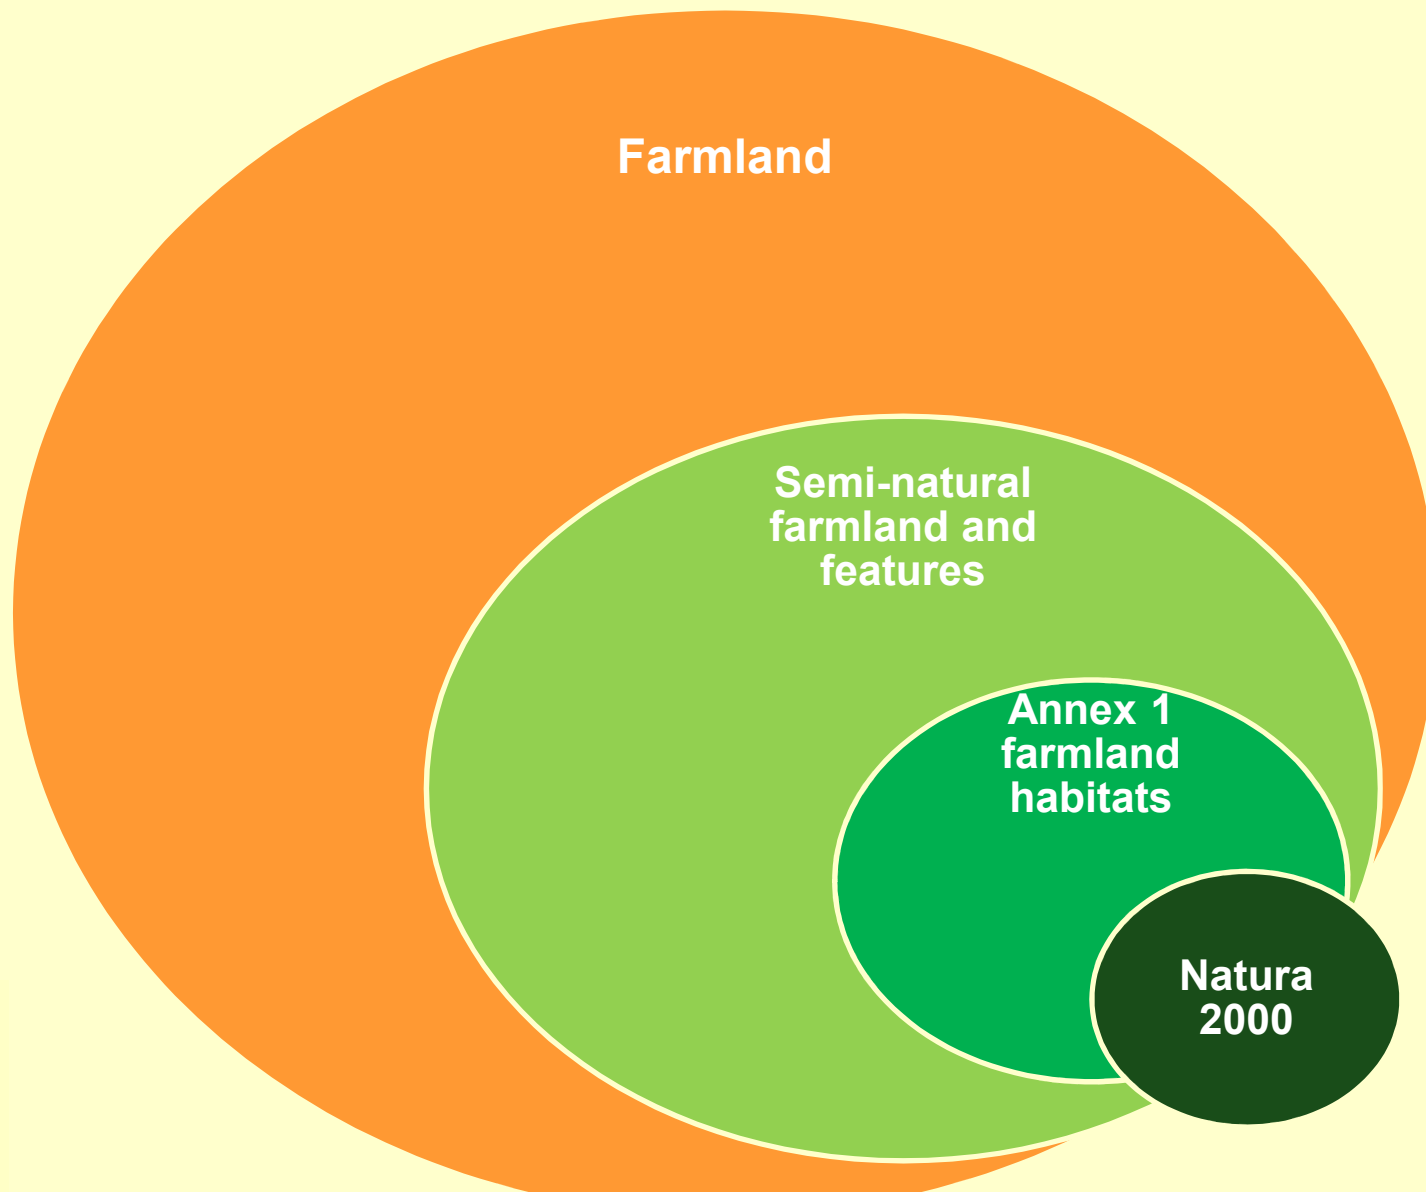 Farmland
Semi-natural
farmland and
features
Annex 1
farmland
habitats
Natura
2000